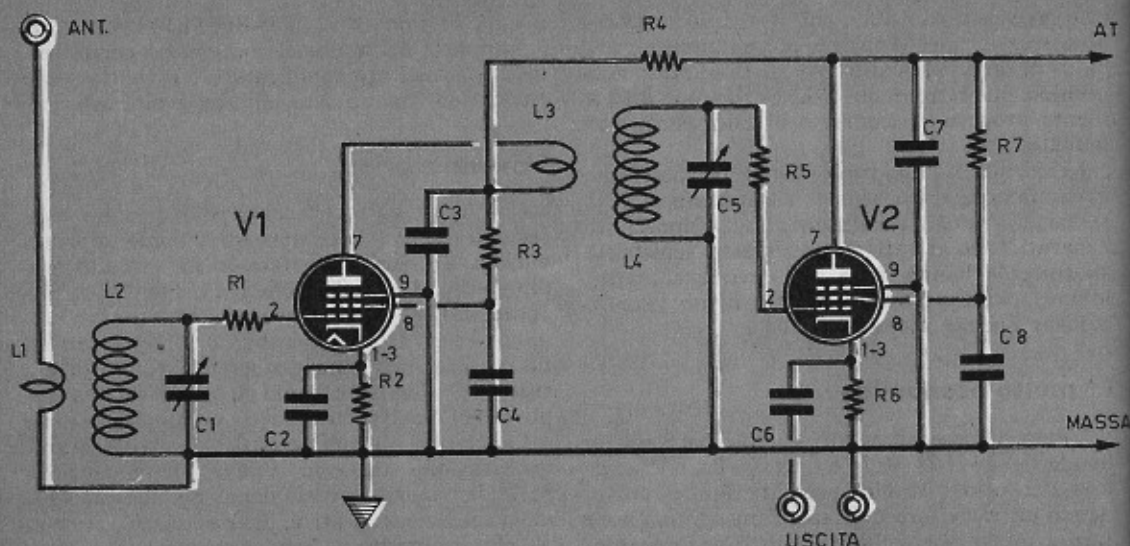 ANT.
R4
AT
L3
C7
R7
C3
R5
C5
V1
V2
7
R3
L4
7
L2
R1
9
9
2
8
2
8
L1
1-3
1-3
C8
R2
R6
C1
C4
MASSA
C2
C6
USCITA